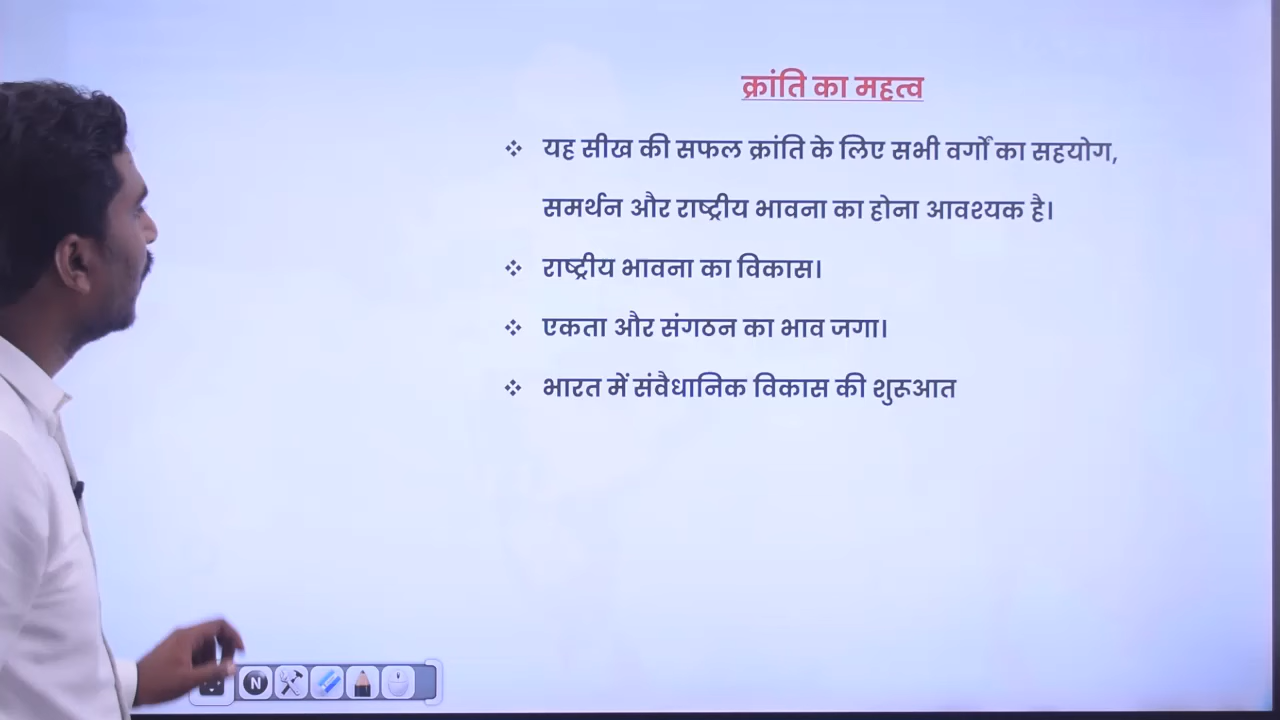 क्रांति का महत्व
❖ यह सीख की सफल क्रांति के लिए सभी वर्गों का सहयोग,
समर्थन और राष्ट्रीय भावना का होना आवश्यक है।
❖ राष्ट्रीय भावना का विकास।
❖ एकता और संगठन का भाव जगा।
❖ भारत में संवैधानिक विकास की शुरूआत
N